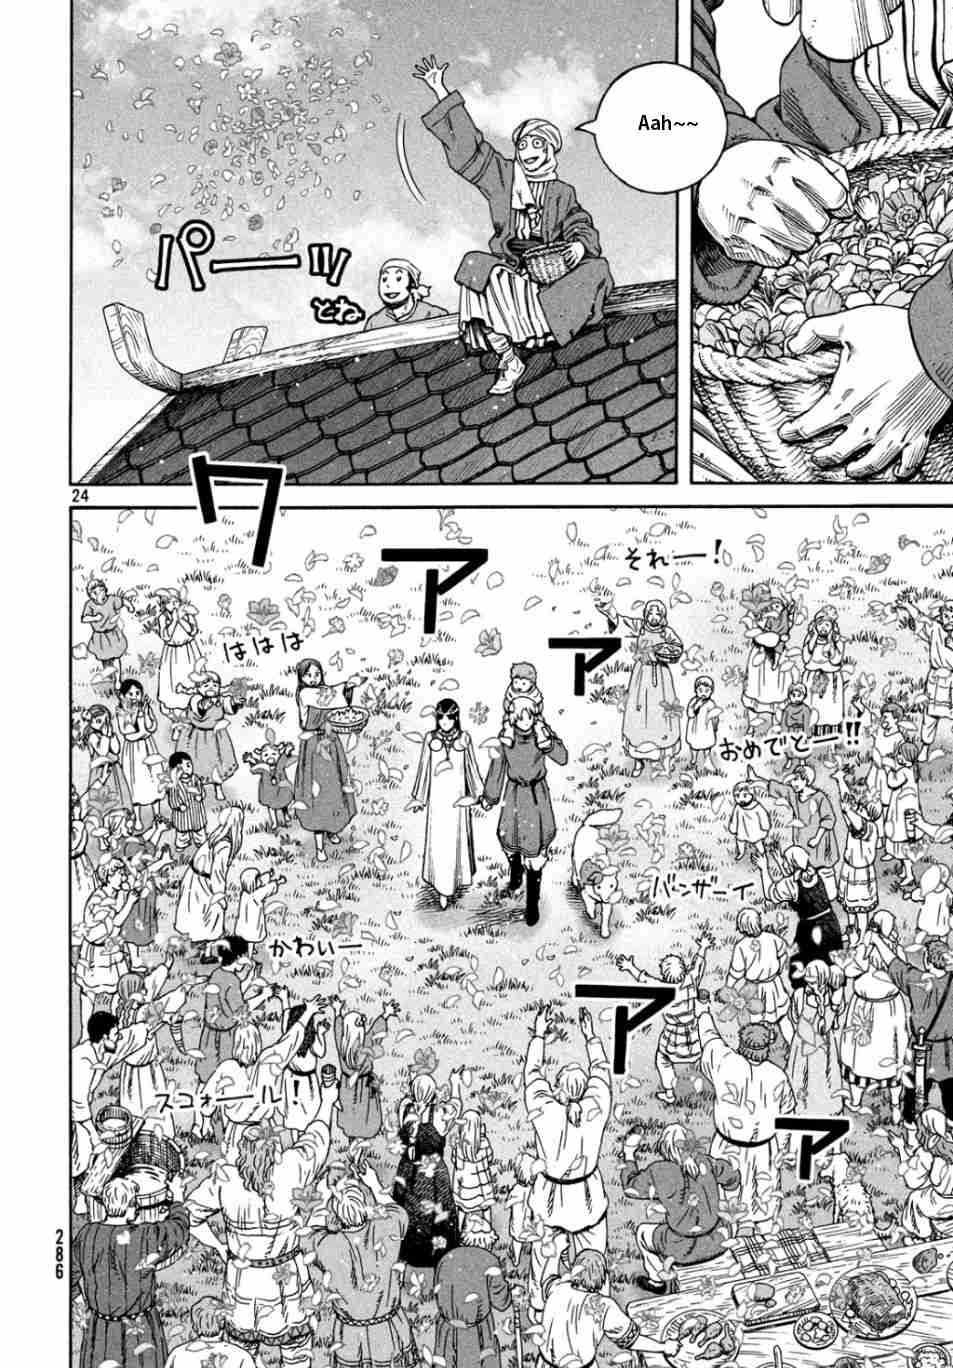 Aah~~
パーッ
とね
24
ワ
ア
それー！
ア
ははは
おめでとー！！
バンザーイ
かわいー
ア
スコォール！
ア
286